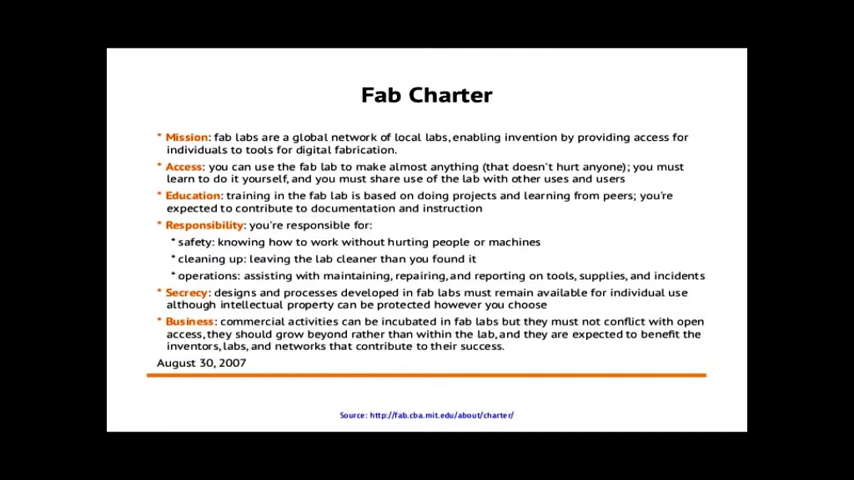 Fab Charter
* Mission: fab labs are a global network of local labs, enabling invention by providing access for
individuals to tools for digital fabrication.
* Access: you can use the fab lab to make almost anything (that doesn't hurt anyone); you must
learn to do it yourself, and you must share use of the lab with other uses and users
* Education: training in the fab lab is based on doing projects and learning from peers; you're
expected to contribute to documentation and instruction
* Responsibility: you're responsible for:
* safety: knowing how to work without hurting people or machines
* cleaning up: leaving the lab cleaner than you found it
* operations: assisting with maintaining, repairing, and reporting on tools, supplies, and incidents
* Secrecy: designs and processes developed in fab labs must remain available for individual use
although intellectual property can be protected however you choose
* Business: commercial activities can be incubated in fab labs but they must not conflict with open
access, they should grow beyond rather than within the lab, and they are expected to benefit the
inventors, labs, and networks that contribute to their success.
August 30, 2007
Source: http://fab.cba.mit.edu/about/charter/